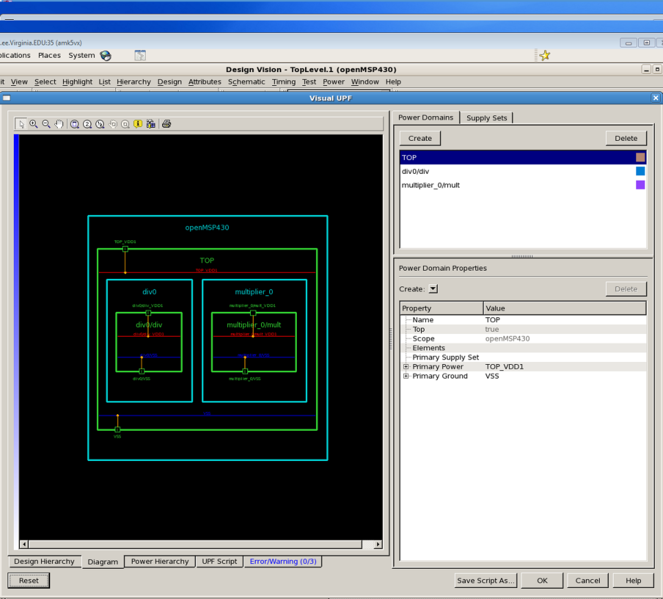 .ee.Virginia.EDU:35 (amk5vx)
plications Places System
Design Vision - TopLevel.1 (openMSP430)
it View Select Highlight List Hierarchy Design Attributes Schematic Timing Test Power Window Help
Visual UPF
Power Domains Supply Sets
Create Delete
TOP
div0/div
multiplier_0/mult
openMSP430
TOP_VDD1
TOP
div0 multiplier_0
div0/div multiplier_0/mult
VSS
Power Domain Properties
Create: Delete
Property Value
Name TOP
Top true
Scope openMSP430
Elements
Primary Supply Set
Primary Power TOP_VDD1
Primary Ground VSS
Design Hierarchy Diagram Power Hierarchy UPF Script Error/Warning (0/3)
Reset Save Script As... OK Cancel Help